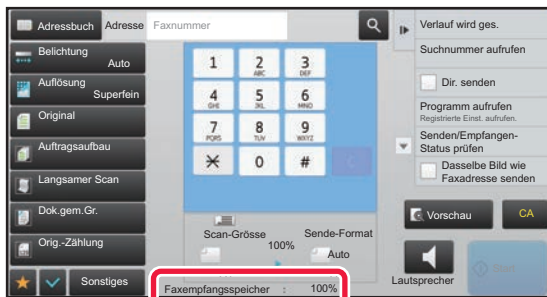 Adressbuch
Adresse
Faxnummer
Belichtung
Auto
Auflösung
Superfein
Original
Auftragsaufbau
Langsamer Scan
Dok.gem.Gr.
Orig.-Zählung
Sonstiges
1
2
ABC
3
DEF
4
GHI
5
JKL
6
MNO
7
PQRS
8
TUV
9
WXYZ
0
#
C
Scan-Grösse
100%
Sende-Format
Auto
Faxempfangsspeicher : 100%
Verlauf wird ges.
Suchnummer aufrufen
Dir. senden
Programm aufrufen
Registrierte Einst. aufrufen.
Senden/Empfangen-
Status prüfen
Dasselbe Bild wie
Faxadresse senden
Vorschau
CA
Lautsprecher
Start